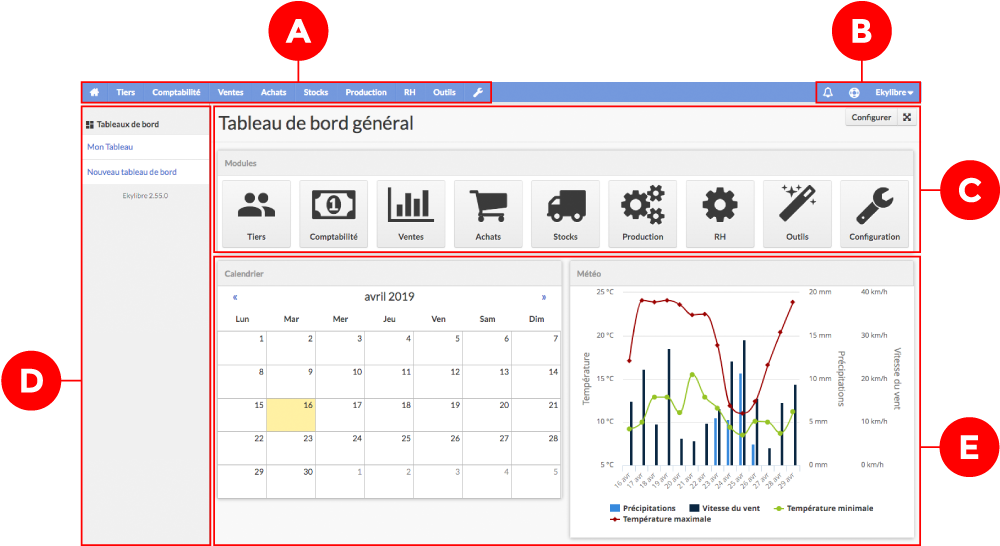 A
B
Tiers Comptabilité Ventes Achats Stocks Production RH Outils Ekylibre
Tableaux de bord
Mon Tableau
Nouveau tableau de bord
Ekylibre 2.55.0
Tableau de bord général
Configurer
Modules
Tiers Comptabilité Ventes Achats Stocks Production RH Outils Configuration
C
D
E
Calendrier
« avril 2019 »
Lun Mar Mer Jeu Ven Sam Dim
1 2 3 4 5 6 7
8 9 10 11 12 13 14
15 16 17 18 19 20 21
22 23 24 25 26 27 28
29 30 1 2 3 4 5
Météo
25 °C 20 mm 40 km/h
20 °C 15 mm 30 km/h
15 °C 10 mm 20 km/h
10 °C 5 mm 10 km/h
5 °C 0 mm 0 km/h
Température
Précipitations
Vitesse du vent
16 avr 17 avr 18 avr 19 avr 20 avr 21 avr 22 avr 23 avr 24 avr 25 avr 26 avr 27 avr 28 avr 29 avr
Précipitations Vitesse du vent Température minimale
Température maximale